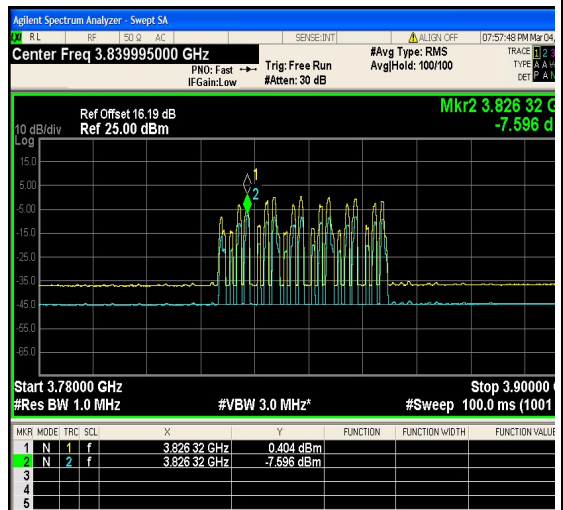 Agilent Spectrum Analyzer - Swept SA
RL RF 50 Ω AC SENSE:INT ALIGN OFF 07:57:48 PM Mar 04,
Center Freq 3.839995000 GHz
PNO: Fast
IFGain:Low
Trig: Free Run
#Atten: 30 dB
#Avg Type: RMS
Avg|Hold: 100/100
TRACE 1 2 3
TYPE A A W
DET P A N
Mkr2 3.826 32 G
-7.596 d
Ref Offset 16.19 dB
10 dB/div Ref 25.00 dBm
Log
15.0
5.00
-5.00
-15.0
-25.0
-35.0
-45.0
-55.0
-65.0
1
2
Start 3.78000 GHz Stop 3.90000
#Res BW 1.0 MHz #VBW 3.0 MHz* #Sweep 100.0 ms (1001
MKR MODE TRC SCL X Y FUNCTION FUNCTION WIDTH FUNCTION VALUE
1 N 1 f 3.826 32 GHz 0.404 dBm
2 N 2 f 3.826 32 GHz -7.596 dBm
3
4
5